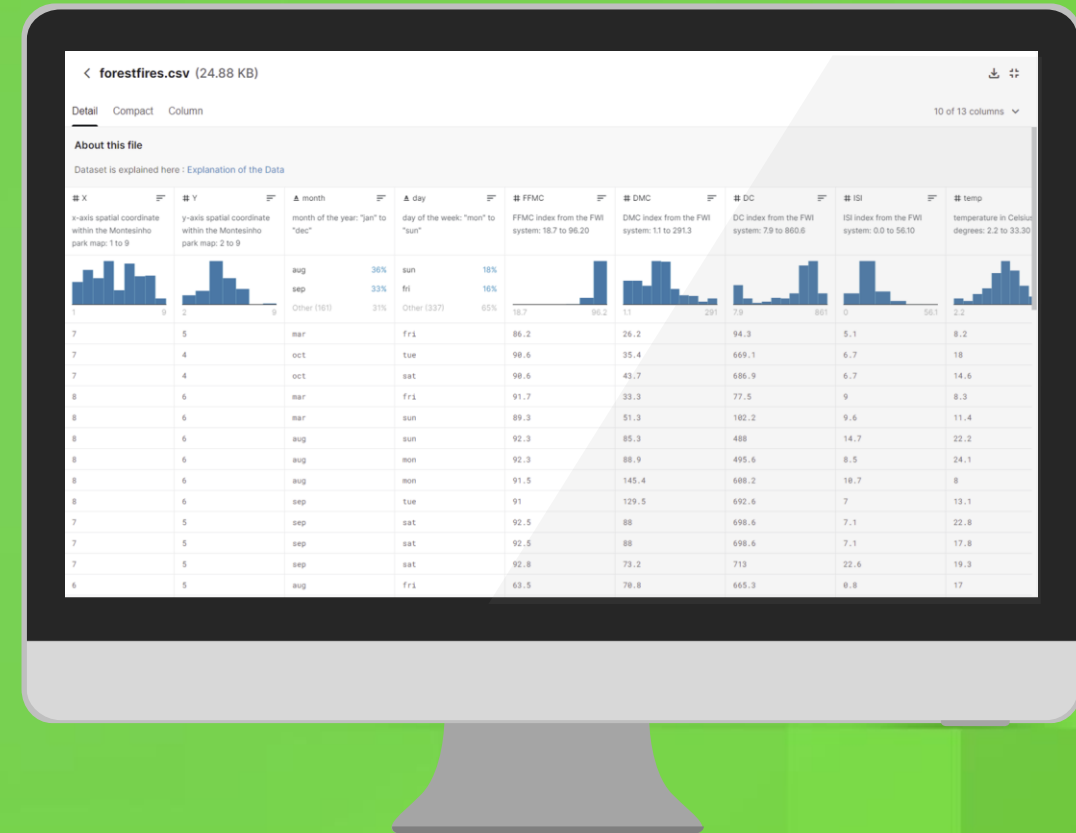 forestfires.csv (24.88 KB)
Detail Compact Column
10 of 13 columns
About this file
Dataset is explained here : Explanation of the Data
# X # Y month day # FFMC # DMC # DC # ISI # temp
x-axis spatial coordinate y-axis spatial coordinate month of the year: "jan" to day of the week: "mon" to FFMC index from the FWI DMC index from the FWI DC index from the FWI ISI index from the FWI temperature in Celsius
within the Montesinho within the Montesinho "dec" "sun" system: 18.7 to 96.20 system: 1.1 to 291.3 system: 7.9 to 860.6 system: 0.0 to 56.10 degrees: 2.2 to 33.30
park map: 1 to 9 park map: 2 to 9
aug 36% sun 18%
sep 33% fri 16%
Other (161) 31% Other (337) 65%
1 9 2 9 18.7 96.2 1.1 291 7.9 861 0 56.1 2.2
7 5 mar fri 86.2 26.2 94.3 5.1 8.2
7 4 oct tue 90.6 35.4 669.1 6.7 18
7 4 oct sat 90.6 43.7 686.9 6.7 14.6
8 6 mar fri 91.7 33.3 77.5 9 8.3
8 6 mar sun 89.3 51.3 102.2 9.6 11.4
8 6 aug sun 92.3 85.3 488 14.7 22.2
8 6 aug mon 92.3 88.9 495.6 8.5 24.1
8 6 aug mon 91.5 145.4 608.2 10.7 8
8 6 sep tue 91 129.5 692.6 7 13.1
7 5 sep sat 92.5 88 698.6 7.1 22.8
7 5 sep sat 92.5 88 698.6 7.1 17.8
7 5 sep sat 92.8 73.2 713 22.6 19.3
6 5 aug fri 63.5 70.8 665.3 0.8 17